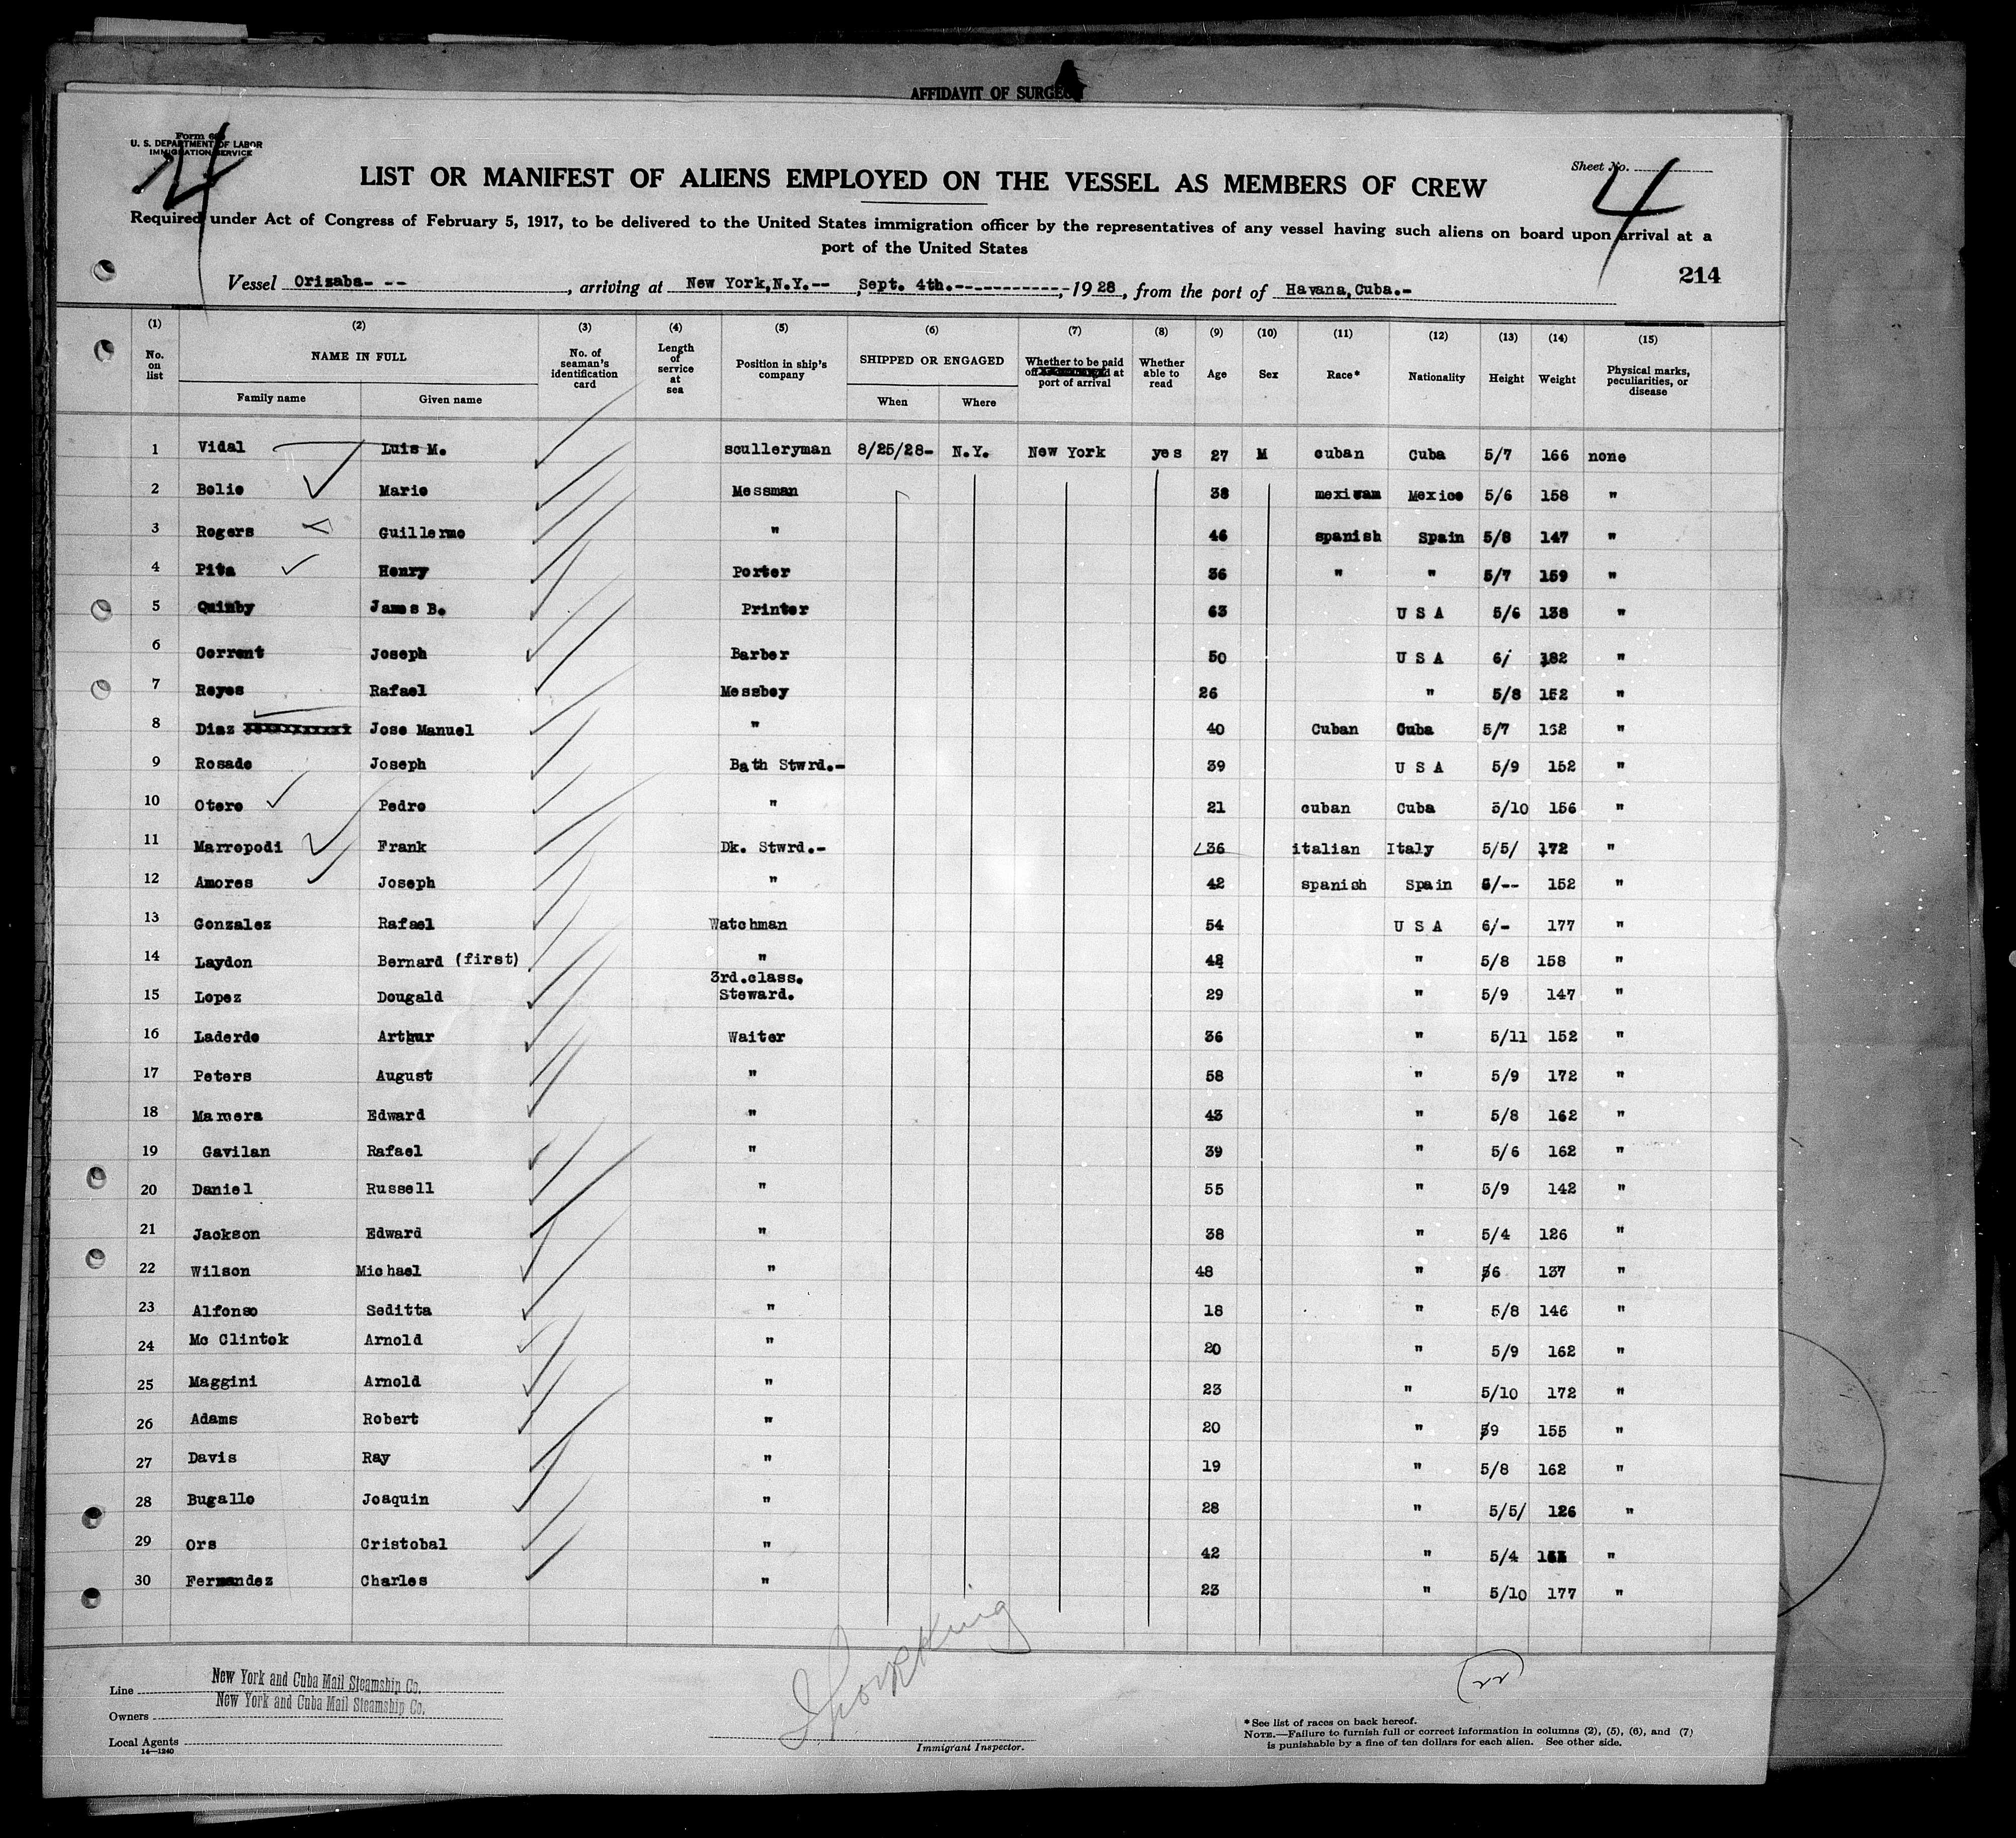 AFFIDAVIT OF SURGEON
Form 680
U. S. DEPARTMENT OF LABOR
IMMIGRATION SERVICE
4
LIST OR MANIFEST OF ALIENS EMPLOYED ON THE VESSEL AS MEMBERS OF CREW
Sheet No.
4
Required under Act of Congress of February 5, 1917, to be delivered to the United States immigration officer by the representatives of any vessel having such aliens on board upon arrival at a
port of the United States
214
Vessel Orizaba- --, arriving at New York,N.Y.-- Sept. 4th.-----------, 1928, from the port of Havana,Cuba.-
(1) (2) (3) (4) (5) (6) (7) (8) (9) (10) (11) (12) (13) (14) (15)
No. on list NAME IN FULL Family name Given name No. of seaman's identification card Length of service at sea Position in ship's company SHIPPED OR ENGAGED When Where Whether to be paid off at port of arrival Whether able to read Age Sex Race* Nationality Height Weight Physical marks, peculiarities, or disease
1 Vidal Luis M. sculleryman 8/25/28- N.Y. New York yes 27 M cuban Cuba 5/7 166 none
2 Bolio Mario Messman 38 mexican Mexico 5/6 158 "
3 Rogers Guillermo " 46 spanish Spain 5/8 147 "
4 Pita Henry Porter 36 " " 5/7 159 "
5 Quimby James B. Printer 63 U S A 5/6 138 "
6 Corrent Joseph Barber 50 U S A 6/ 182 "
7 Reyes Rafael Messboy 26 " 5/8 152 "
8 Diaz Jose Manuel " 40 Cuban Cuba 5/7 152 "
9 Rosado Joseph Bath Stwrd.- 39 U S A 5/9 152 "
10 Otero Pedro " 21 cuban Cuba 5/10 156 "
11 Marropodi Frank Dk. Stwrd.- 36 italian Italy 5/5/ 172 "
12 Amores Joseph " 42 spanish Spain 6/-- 152 "
13 Gonzalez Rafael Watchman 54 U S A 6/- 177 "
14 Laydon Bernard (first) " 42 " 5/8 158 "
15 Lopez Dougald 3rd.class. Steward. 29 " 5/9 147 "
16 Laderdo Arthur Waiter 36 " 5/11 152 "
17 Peters August " 58 " 5/9 172 "
18 Mamera Edward " 43 " 5/8 162 "
19 Gavilan Rafael " 39 " 5/6 162 "
20 Daniel Russell " 55 " 5/9 142 "
21 Jackson Edward " 38 " 5/4 126 "
22 Wilson Michael " 48 " 5/6 137 "
23 Alfonso Seditta " 18 " 5/8 146 "
24 Mc Clintok Arnold " 20 " 5/9 162 "
25 Maggini Arnold " 23 " 5/10 172 "
26 Adams Robert " 20 " 5/9 155 "
27 Davis Ray " 19 " 5/8 162 "
28 Bugallo Joaquin " 28 " 5/5/ 126 "
29 Ors Cristobal " 42 " 5/4 "
30 Fernandez Charles " 23 " 5/10 177 "
Line New York and Cuba Mail Steamship Co.
Owners New York and Cuba Mail Steamship Co.
Local Agents
14—1240
Immigrant Inspector.
(22)
*See list of races on back hereof.
NOTE.—Failure to furnish full or correct information in columns (2), (5), (6), and (7)
is punishable by a fine of ten dollars for each alien. See other side.